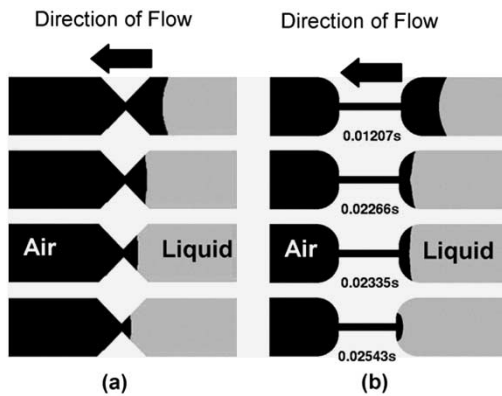 Direction of Flow
Direction of Flow
0.01207s
0.02266s
Air
Liquid
Air
Liquid
0.02335s
0.02543s
(a)
(b)